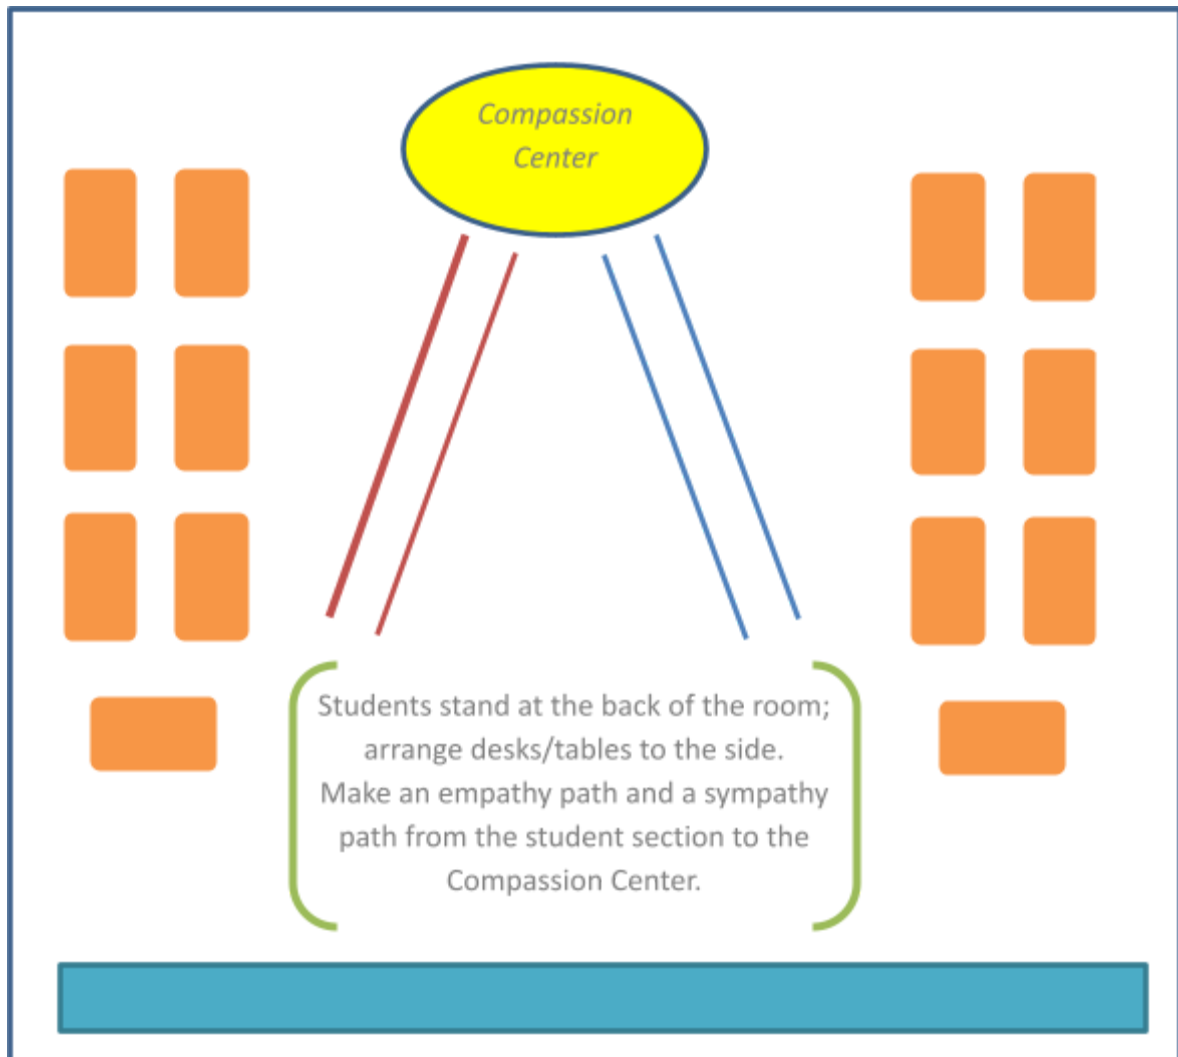 Compassion
Center
Students stand at the back of the room;
arrange desks/tables to the side.
Make an empathy path and a sympathy
path from the student section to the
Compassion Center.